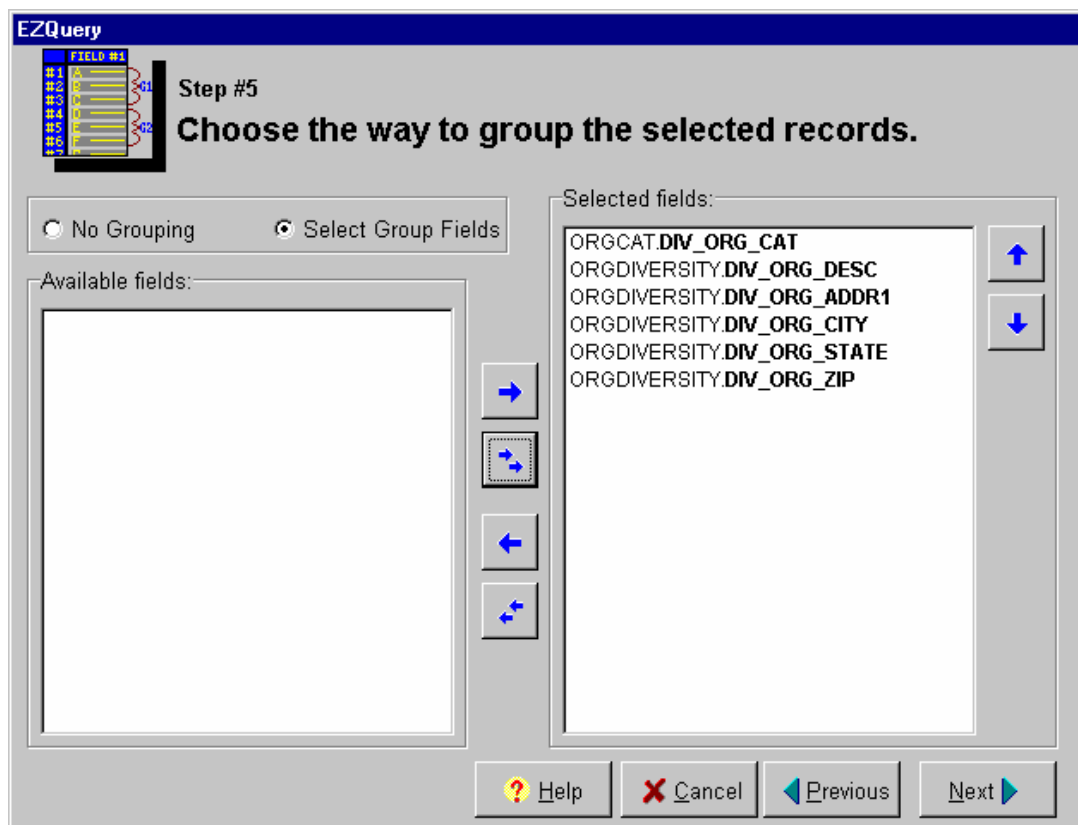 EZQuery
FIELD #1
#1 A
#2 B G1
#3 C
#4 D
#5 E G2
#6 F
Step #5
Choose the way to group the selected records.
No Grouping
Select Group Fields
Available fields:
Selected fields:
ORGCAT.DIV_ORG_CAT
ORGDIVERSITY.DIV_ORG_DESC
ORGDIVERSITY.DIV_ORG_ADDR1
ORGDIVERSITY.DIV_ORG_CITY
ORGDIVERSITY.DIV_ORG_STATE
ORGDIVERSITY.DIV_ORG_ZIP
? Help
Cancel
Previous
Next